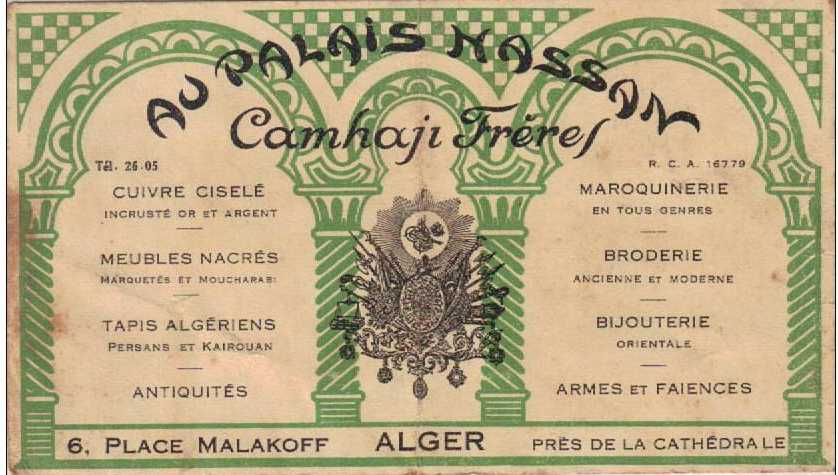 AU PALAIS HASSAN
Camhaji Frères
Tél. 26.05
R. C. A. 16779
CUIVRE CISELÉ
INCRUSTÉ OR ET ARGENT
MEUBLES NACRÉS
MARQUETÉS ET MOUCHARABI
TAPIS ALGÉRIENS
PERSANS ET KAIROUAN
ANTIQUITÉS
MAROQUINERIE
EN TOUS GENRES
BRODERIE
ANCIENNE ET MODERNE
BIJOUTERIE
ORIENTALE
ARMES ET FAIENCES
6, PLACE MALAKOFF ALGER PRÈS DE LA CATHÉDRALE